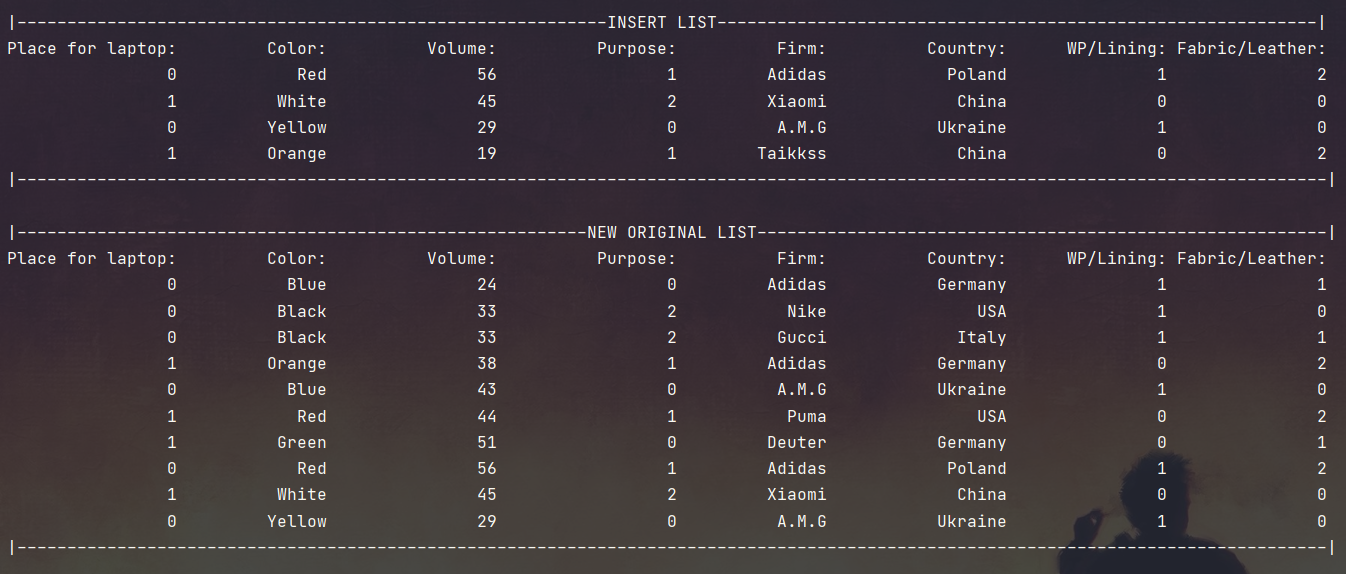 |-----------------------------------------------------------INSERT LIST------------------------------------------------------------|
Place for laptop: Color: Volume: Purpose: Firm: Country: WP/Lining: Fabric/Leather:
0 Red 56 1 Adidas Poland 1 2
1 White 45 2 Xiaomi China 0 0
0 Yellow 29 0 A.M.G Ukraine 1 0
1 Orange 19 1 Taikkss China 0 2
|-----------------------------------------------------------------------------------------------------------------------------------|
|---------------------------------------------------------NEW ORIGINAL LIST---------------------------------------------------------|
Place for laptop: Color: Volume: Purpose: Firm: Country: WP/Lining: Fabric/Leather:
0 Blue 24 0 Adidas Germany 1 1
0 Black 33 2 Nike USA 1 0
0 Black 33 2 Gucci Italy 1 1
1 Orange 38 1 Adidas Germany 0 2
0 Blue 43 0 A.M.G Ukraine 1 0
1 Red 44 1 Puma USA 0 2
1 Green 51 0 Deuter Germany 0 1
0 Red 56 1 Adidas Poland 1 2
1 White 45 2 Xiaomi China 0 0
0 Yellow 29 0 A.M.G Ukraine 1 0
|-----------------------------------------------------------------------------------------------------------------------------------|